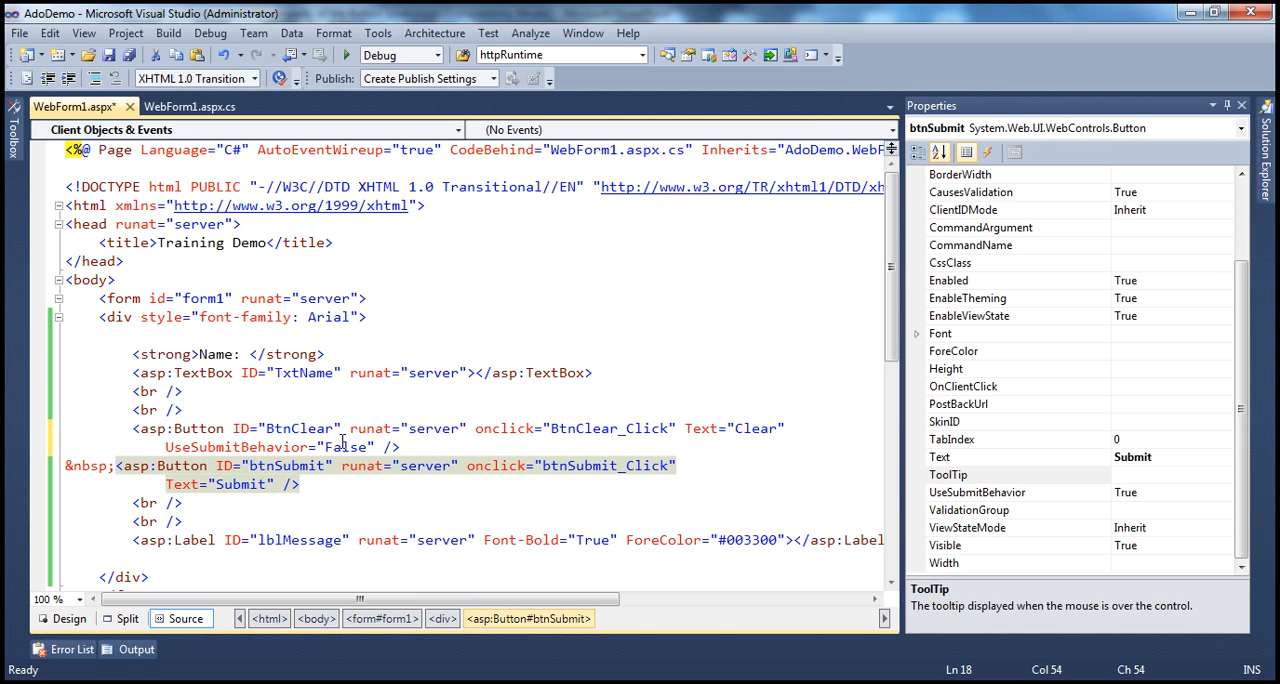 AdoDemo - Microsoft Visual Studio (Administrator)
File Edit View Project Build Debug Team Data Format Tools Architecture Test Analyze Window Help
Debug httpRuntime
XHTML 1.0 Transition Publish: Create Publish Settings
WebForm1.aspx* WebForm1.aspx.cs
Client Objects & Events (No Events)
<%@ Page Language="C#" AutoEventWireup="true" CodeBehind="WebForm1.aspx.cs" Inherits="AdoDemo.WebF
<!DOCTYPE html PUBLIC "-//W3C//DTD XHTML 1.0 Transitional//EN" "http://www.w3.org/TR/xhtml1/DTD/xh
<html xmlns="http://www.w3.org/1999/xhtml">
<head runat="server">
<title>Training Demo</title>
</head>
<body>
<form id="form1" runat="server">
<div style="font-family: Arial">
<strong>Name: </strong>
<asp:TextBox ID="TxtName" runat="server"></asp:TextBox>
<br />
<br />
<asp:Button ID="BtnClear" runat="server" onclick="BtnClear_Click" Text="Clear"
UseSubmitBehavior="False" />
&nbsp;<asp:Button ID="btnSubmit" runat="server" onclick="btnSubmit_Click"
Text="Submit" />
<br />
<br />
<asp:Label ID="lblMessage" runat="server" Font-Bold="True" ForeColor="#003300"></asp:Label
</div>
100 %
Design Split Source <html> <body> <form#form1> <div> <asp:Button#btnSubmit>
Error List Output
Ready Ln 18 Col 54 Ch 54 INS
Toolbox
Properties
btnSubmit System.Web.UI.WebControls.Button
BorderWidth
CausesValidation True
ClientIDMode Inherit
CommandArgument
CommandName
CssClass
Enabled True
EnableTheming True
EnableViewState True
Font
ForeColor
Height
OnClientClick
PostBackUrl
SkinID
TabIndex 0
Text Submit
ToolTip
UseSubmitBehavior True
ValidationGroup
ViewStateMode Inherit
Visible True
Width
ToolTip
The tooltip displayed when the mouse is over the control.
Solution Explorer